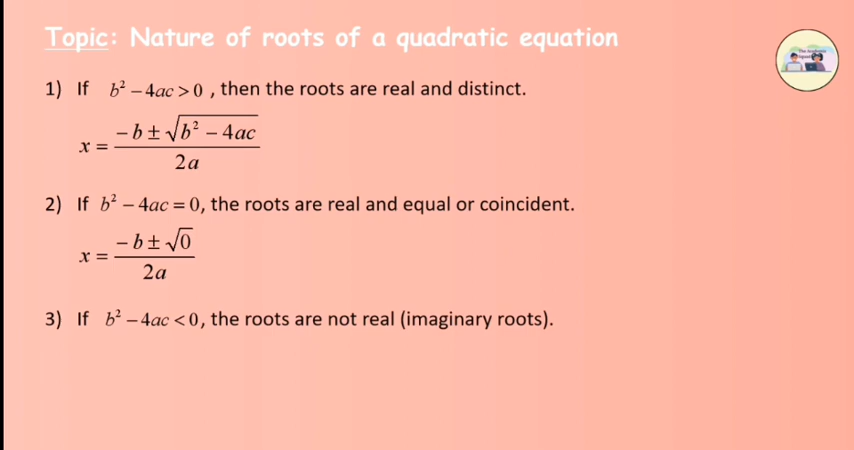 Topic: Nature of roots of a quadratic equation
1) If b² – 4ac > 0 , then the roots are real and distinct.
x = (–b ± √(b² – 4ac)) / 2a
2) If b² – 4ac = 0, the roots are real and equal or coincident.
x = (–b ± √0) / 2a
3) If b² – 4ac < 0, the roots are not real (imaginary roots).